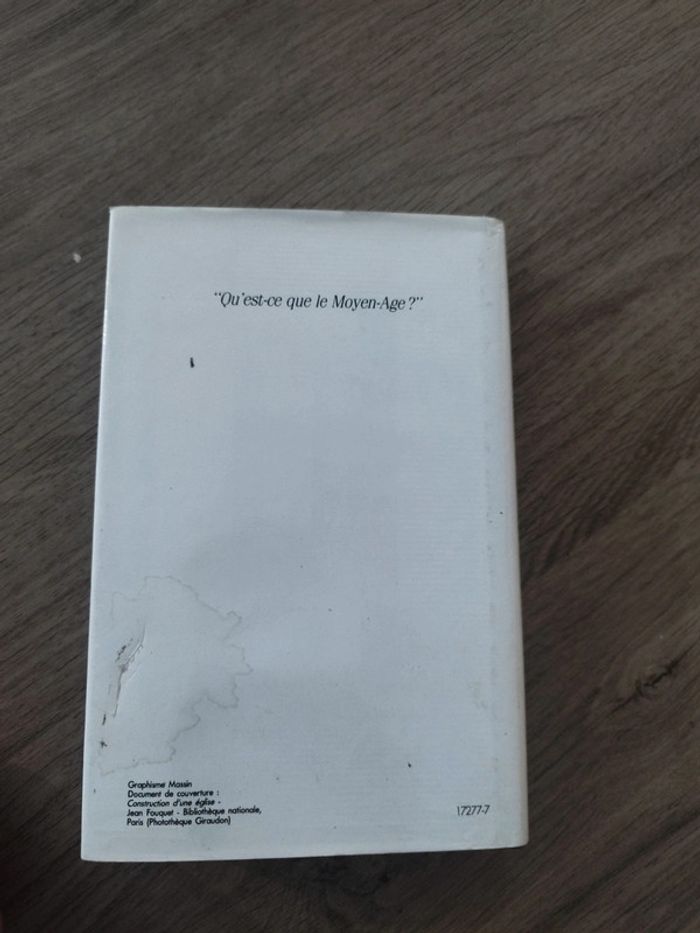 “Qu'est-ce que le Moyen-Age ?”
Graphisme Massin
Document de couverture :
Construction d'une église -
Jean Fouquet - Bibliothèque nationale,
Paris (Photothèque Giraudon)
17277-7